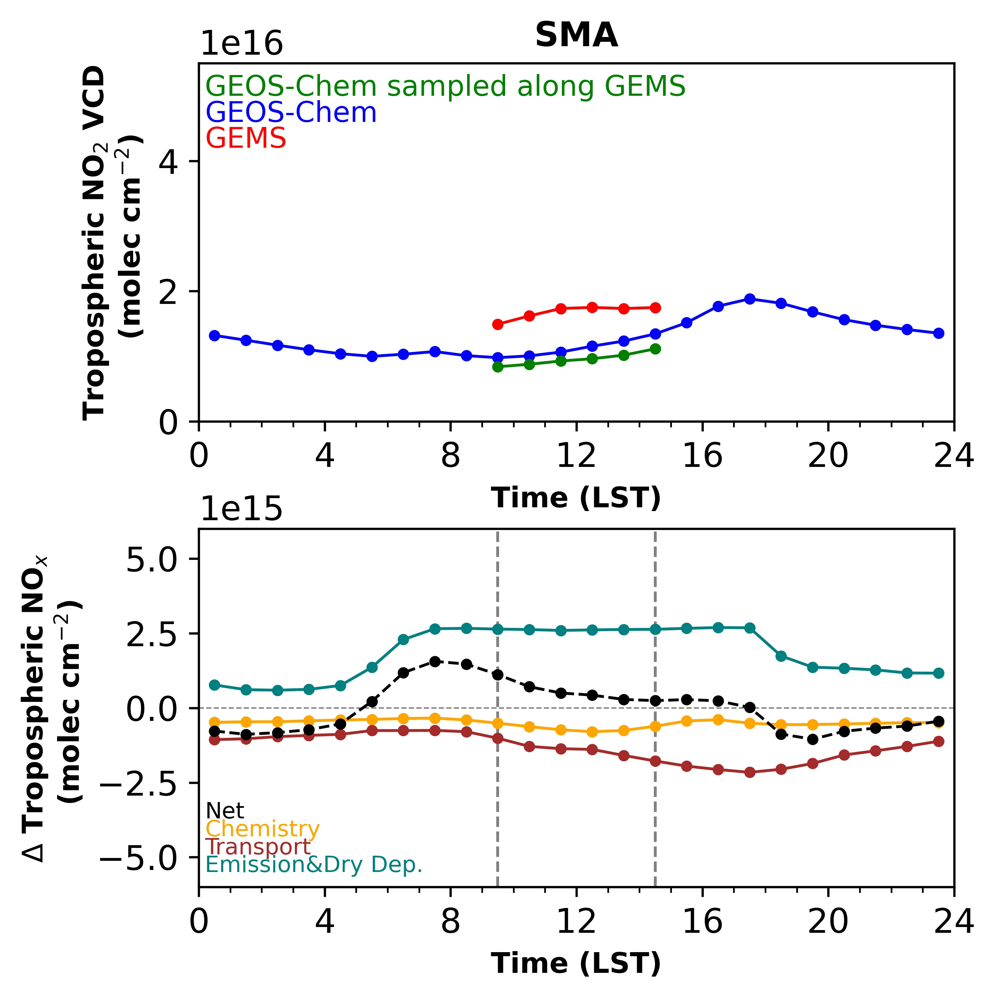 SMA
1e16
GEOS-Chem sampled along GEMS
GEOS-Chem
GEMS
Tropospheric NO₂ VCD
(molec cm⁻²)
4
2
0
0 4 8 12 16 20 24
Time (LST)
1e15
Δ Tropospheric NOₓ
(molec cm⁻²)
5.0
2.5
0.0
−2.5
−5.0
Net
Chemistry
Transport
Emission&Dry Dep.
0 4 8 12 16 20 24
Time (LST)